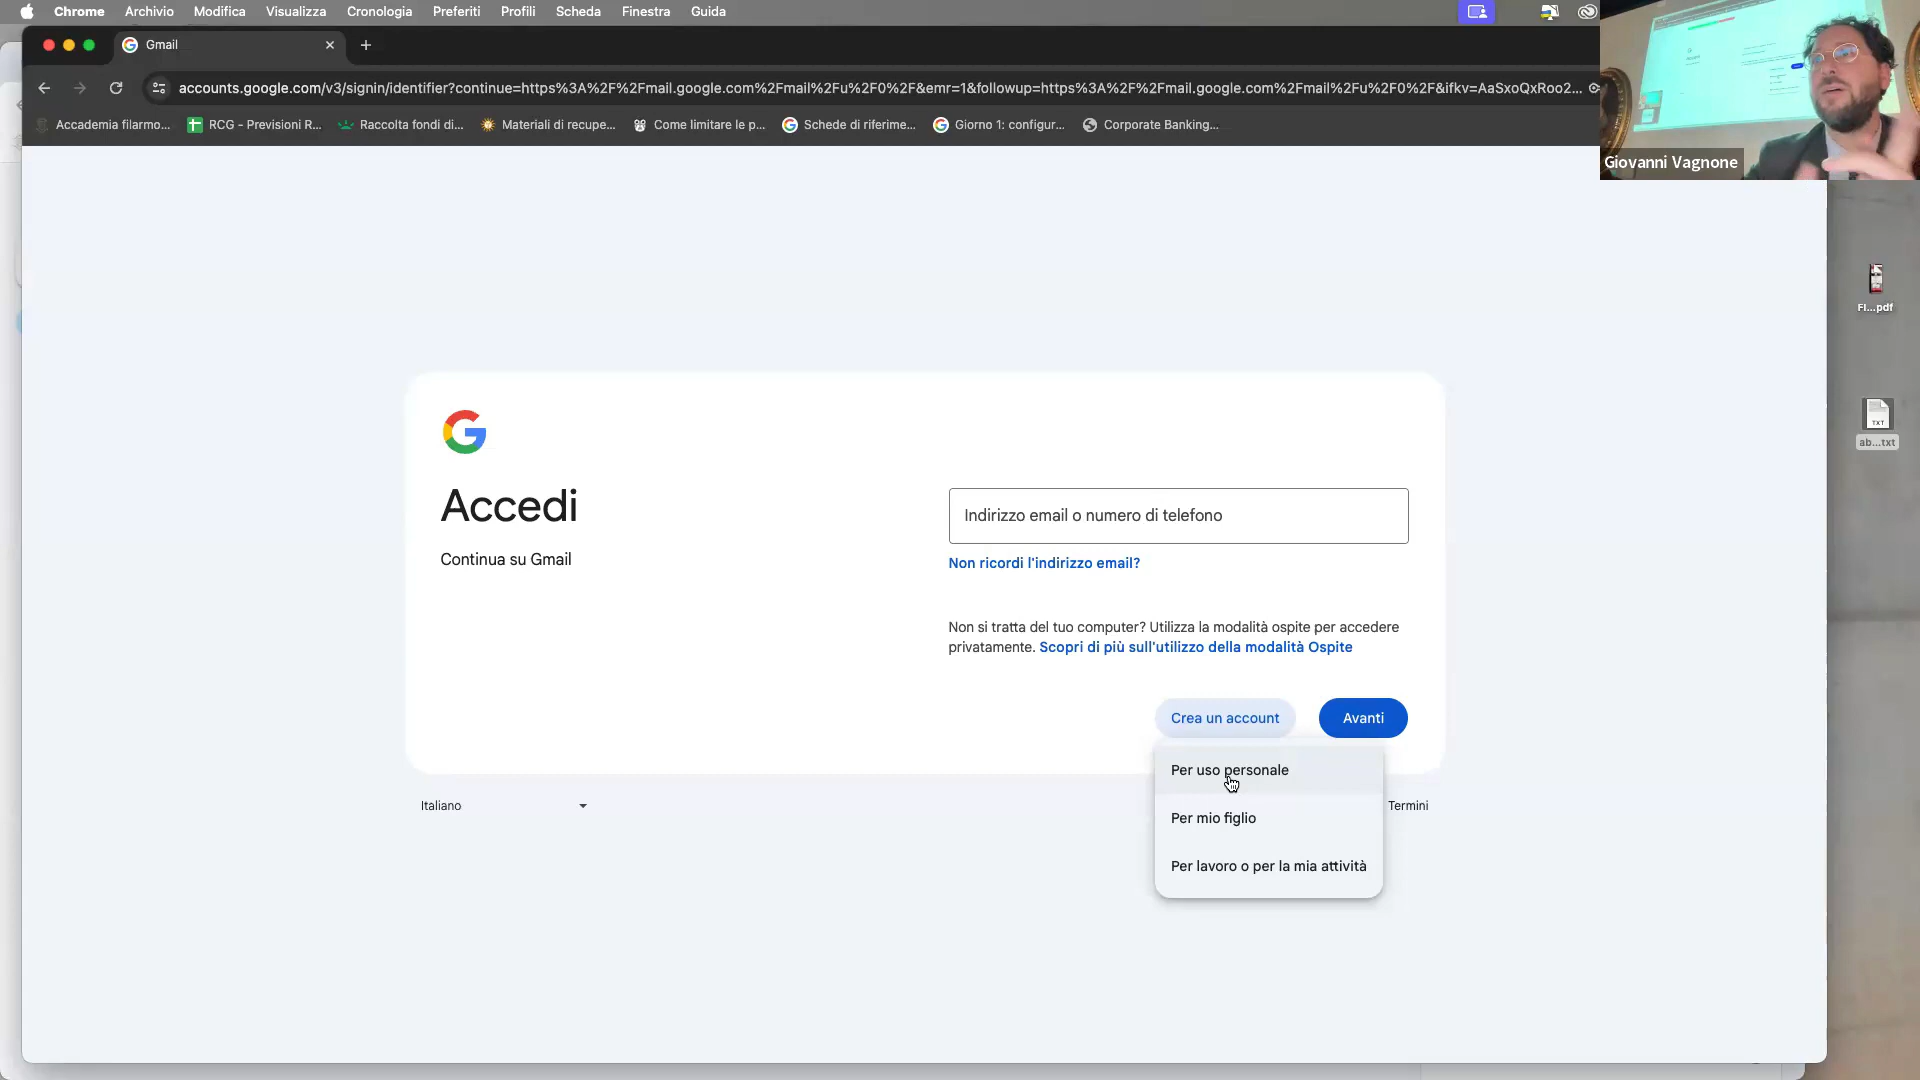 Chrome Archivio Modifica Visualizza Cronologia Preferiti Profili Scheda Finestra Guida
Gmail
accounts.google.com/v3/signin/identifier?continue=https%3A%2F%2Fmail.google.com%2Fmail%2Fu%2F0%2F&emr=1&followup=https%3A%2F%2Fmail.google.com%2Fmail%2Fu%2F0%2F&ifkv=AaSxoQxRoo2...
Accademia filarmo... RCG - Previsioni R... Raccolta fondi di... Materiali di recupe... Come limitare le p... Schede di riferime... Giorno 1: configur... Corporate Banking...
Giovanni Vagnone
FI...pdf
TXT
ab...txt
Accedi
Continua su Gmail
Indirizzo email o numero di telefono
Non ricordi l'indirizzo email?
Non si tratta del tuo computer? Utilizza la modalità ospite per accedere
privatamente. Scopri di più sull'utilizzo della modalità Ospite
Crea un account Avanti
Per uso personale
Per mio figlio
Per lavoro o per la mia attività
Italiano
Termini